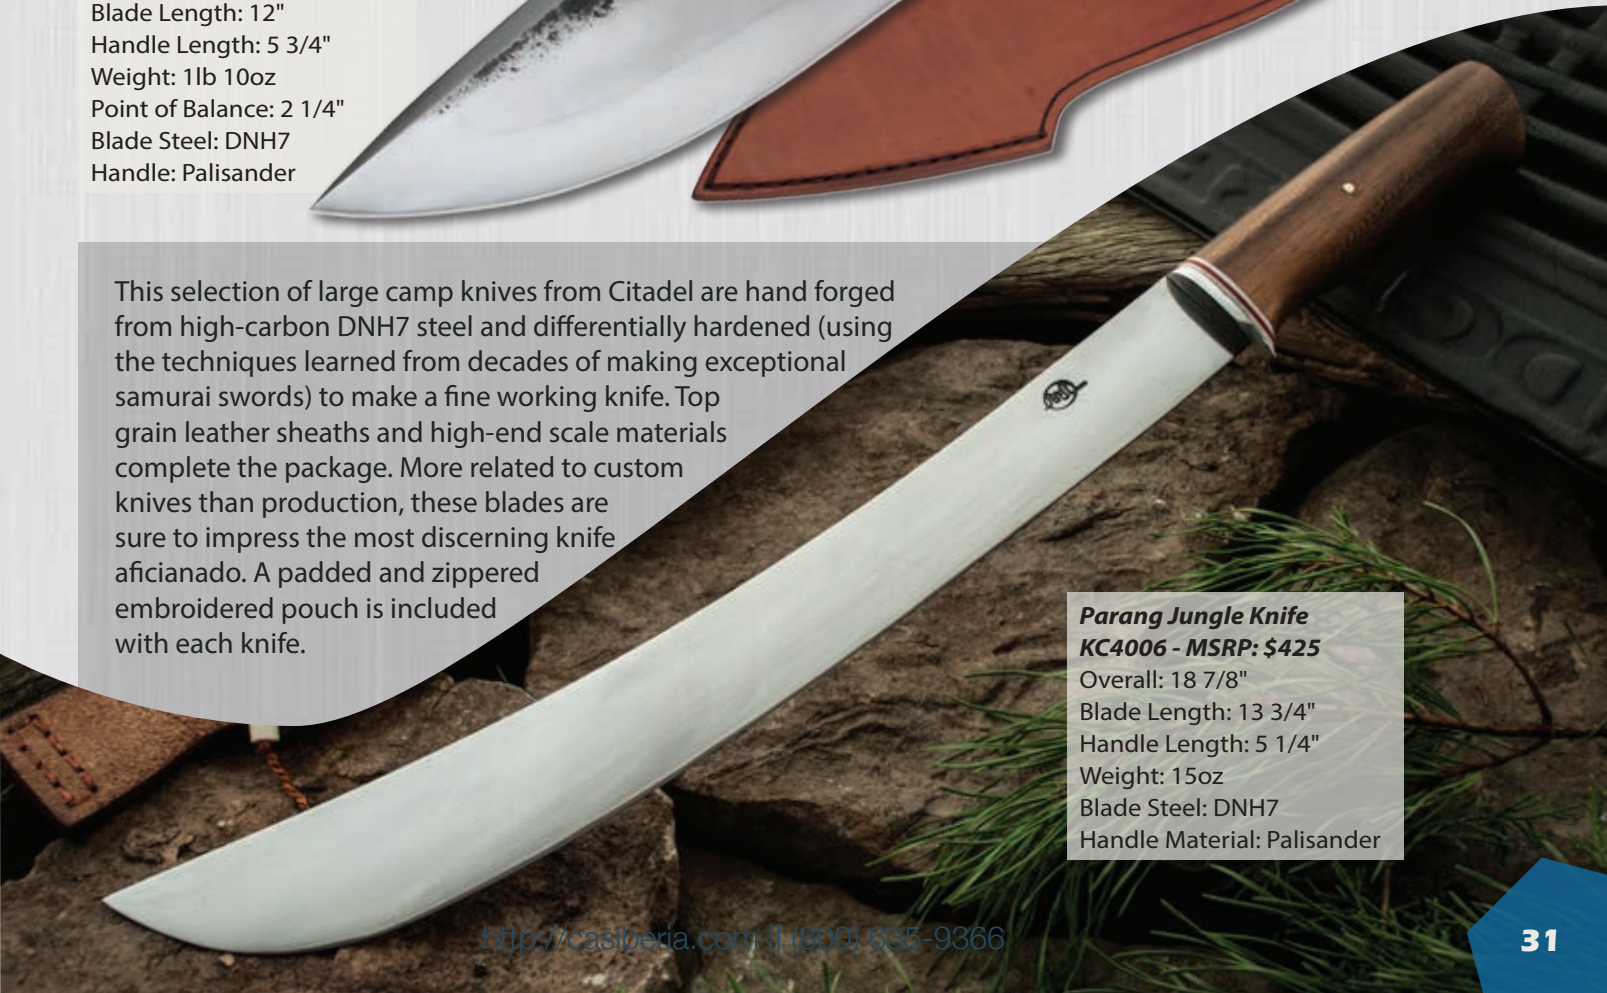 Blade Length: 12"
Handle Length: 5 3/4"
Weight: 1lb 10oz
Point of Balance: 2 1/4"
Blade Steel: DNH7
Handle: Palisander
This selection of large camp knives from Citadel are hand forged
from high-carbon DNH7 steel and differentially hardened (using
the techniques learned from decades of making exceptional
samurai swords) to make a fine working knife. Top
grain leather sheaths and high-end scale materials
complete the package. More related to custom
knives than production, these blades are
sure to impress the most discerning knife
aficianado. A padded and zippered
embroidered pouch is included
with each knife.
Parang Jungle Knife
KC4006 - MSRP: $425
Overall: 18 7/8"
Blade Length: 13 3/4"
Handle Length: 5 1/4"
Weight: 15oz
Blade Steel: DNH7
Handle Material: Palisander
http://casiberia.com || (800) 635-9366
31